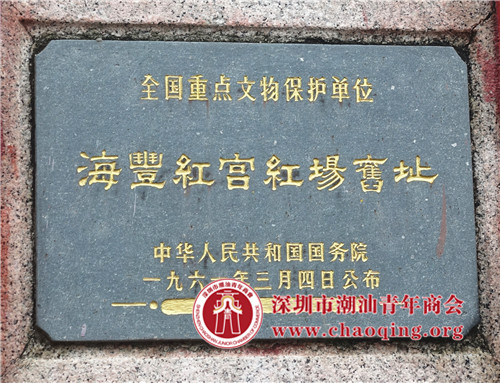 全国重点文物保护单位
海豐紅宫紅場舊址
中华人民共和国国务院
一九六一年三月四日公布
深圳市潮汕青年商会
www.chaoqing.org